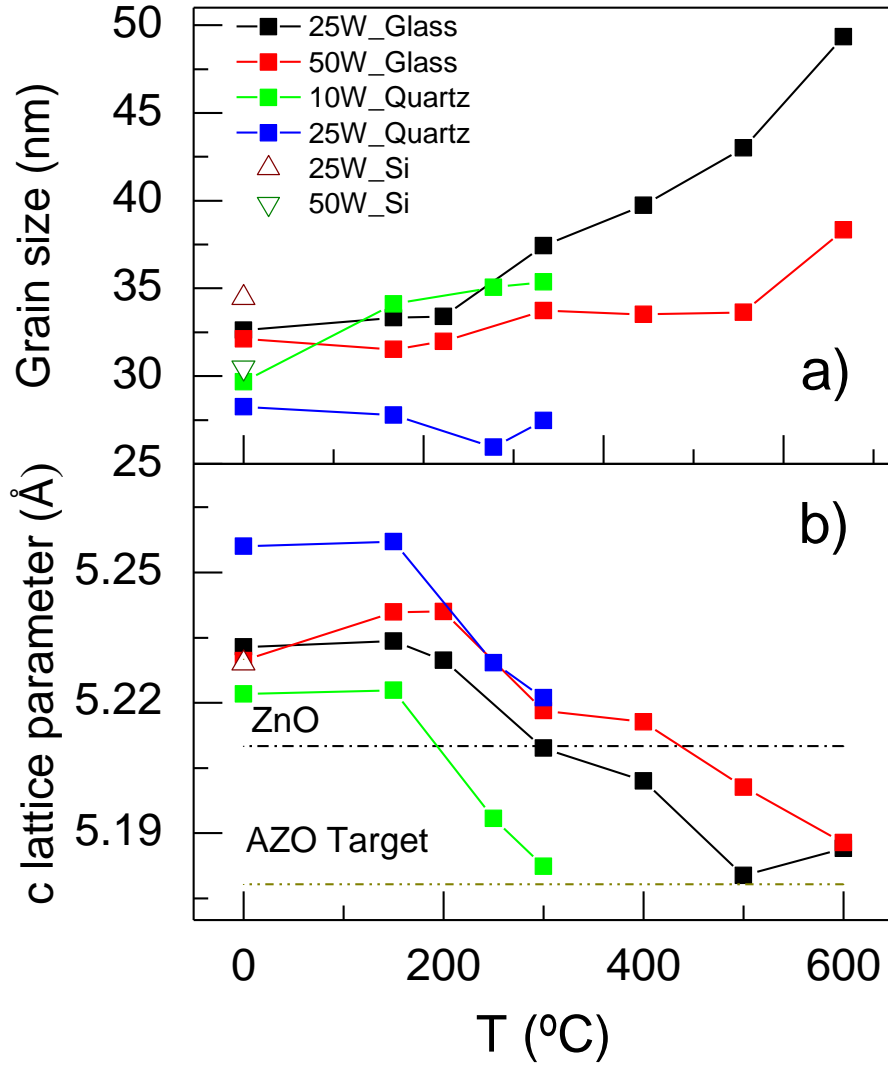 50
45
40
35
30
25
Grain size (nm)
25W_Glass
50W_Glass
10W_Quartz
25W_Quartz
25W_Si
50W_Si
a)
c lattice parameter (Å)
5.25
5.22
5.19
b)
ZnO
AZO Target
0 200 400 600
T (ºC)